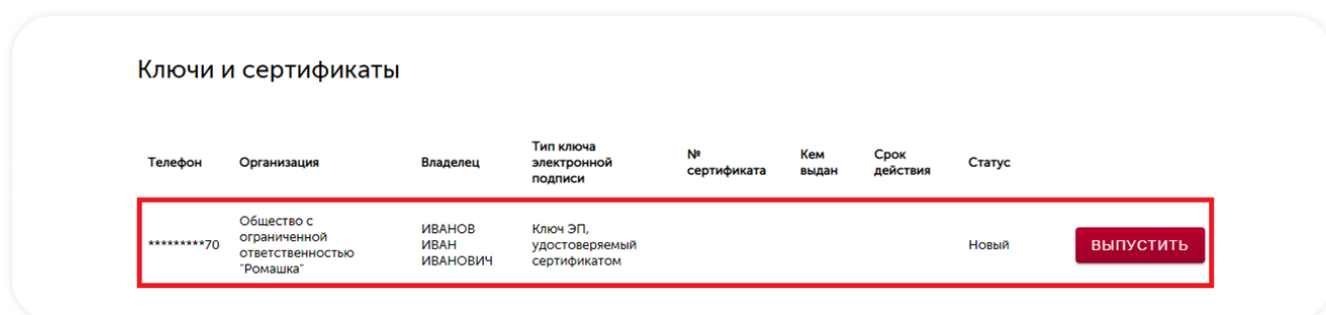 Ключи и сертификаты
Телефон
Организация
Владелец
Тип ключа
электронной
подписи
№
сертификата
Кем
выдан
Срок
действия
Статус
*********70
Общество с
ограниченной
ответственностью
"Ромашка"
ИВАНОВ
ИВАН
ИВАНОВИЧ
Ключ ЭП,
удостоверяемый
сертификатом
Новый
ВЫПУСТИТЬ